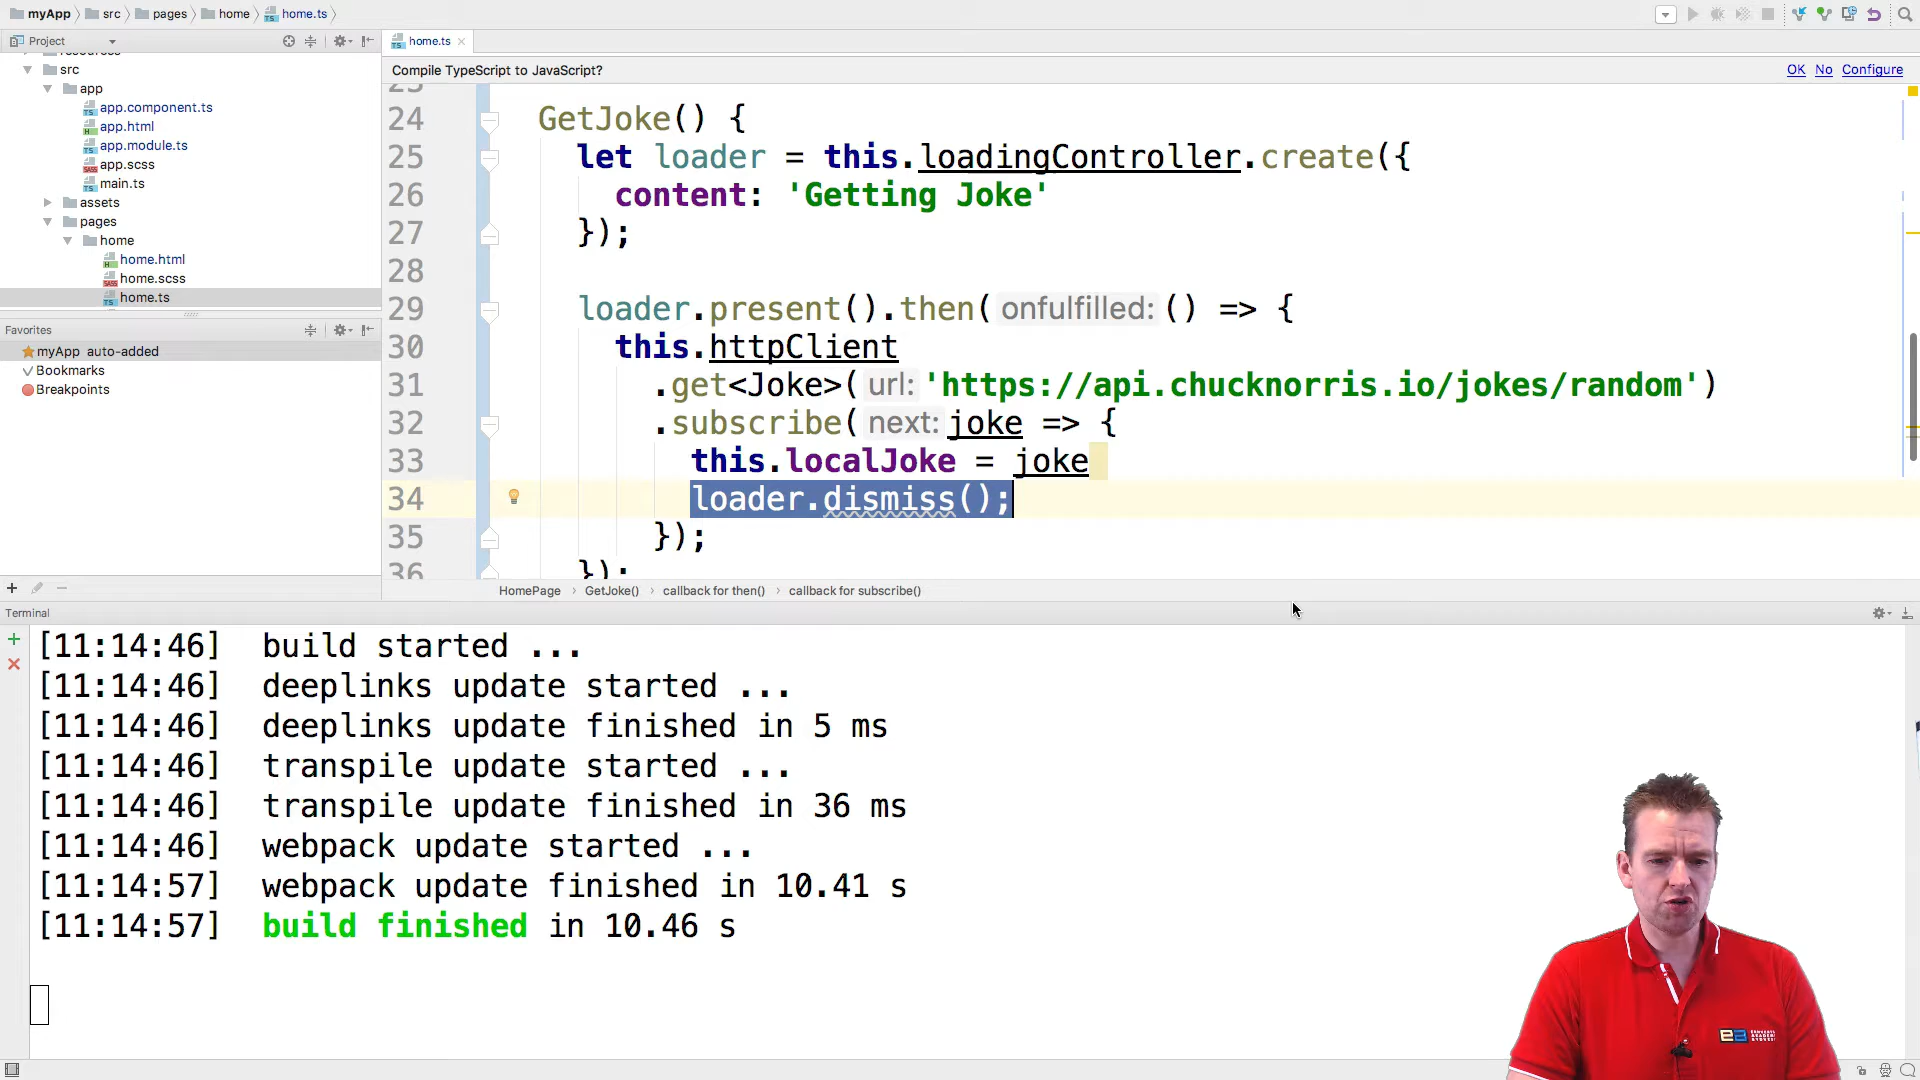 myApp src pages home home.ts
Project
home.ts
Compile TypeScript to JavaScript?
OK No Configure
resources
src
app
app.component.ts
app.html
app.module.ts
app.scss
main.ts
assets
pages
home
home.html
home.scss
home.ts
Favorites
myApp auto-added
Bookmarks
Breakpoints
23
24 GetJoke() {
25 let loader = this.loadingController.create({
26 content: 'Getting Joke'
27 });
28
29 loader.present().then( onfulfilled: () => {
30 this.httpClient
31 .get<Joke>( url: 'https://api.chucknorris.io/jokes/random')
32 .subscribe( next: joke => {
33 this.localJoke = joke
34 loader.dismiss();
35 });
36 });
HomePage GetJoke() callback for then() callback for subscribe()
Terminal
[11:14:46] build started ...
[11:14:46] deeplinks update started ...
[11:14:46] deeplinks update finished in 5 ms
[11:14:46] transpile update started ...
[11:14:46] transpile update finished in 36 ms
[11:14:46] webpack update started ...
[11:14:57] webpack update finished in 10.41 s
[11:14:57] build finished in 10.46 s